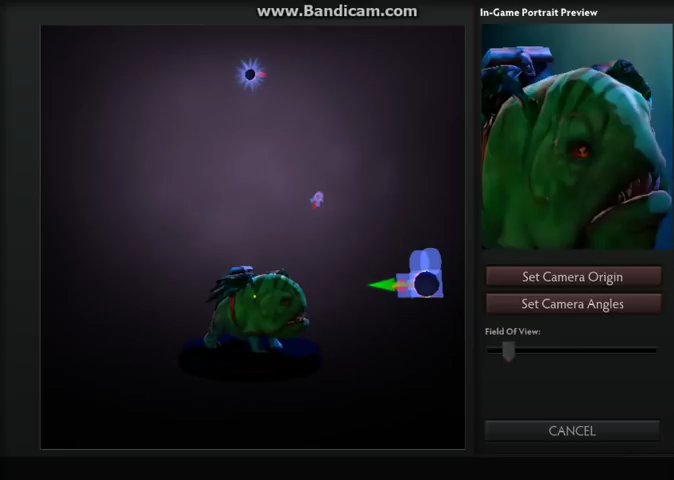 www.Bandicam.com
In-Game Portrait Preview
Set Camera Origin
Set Camera Angles
Field Of View:
CANCEL